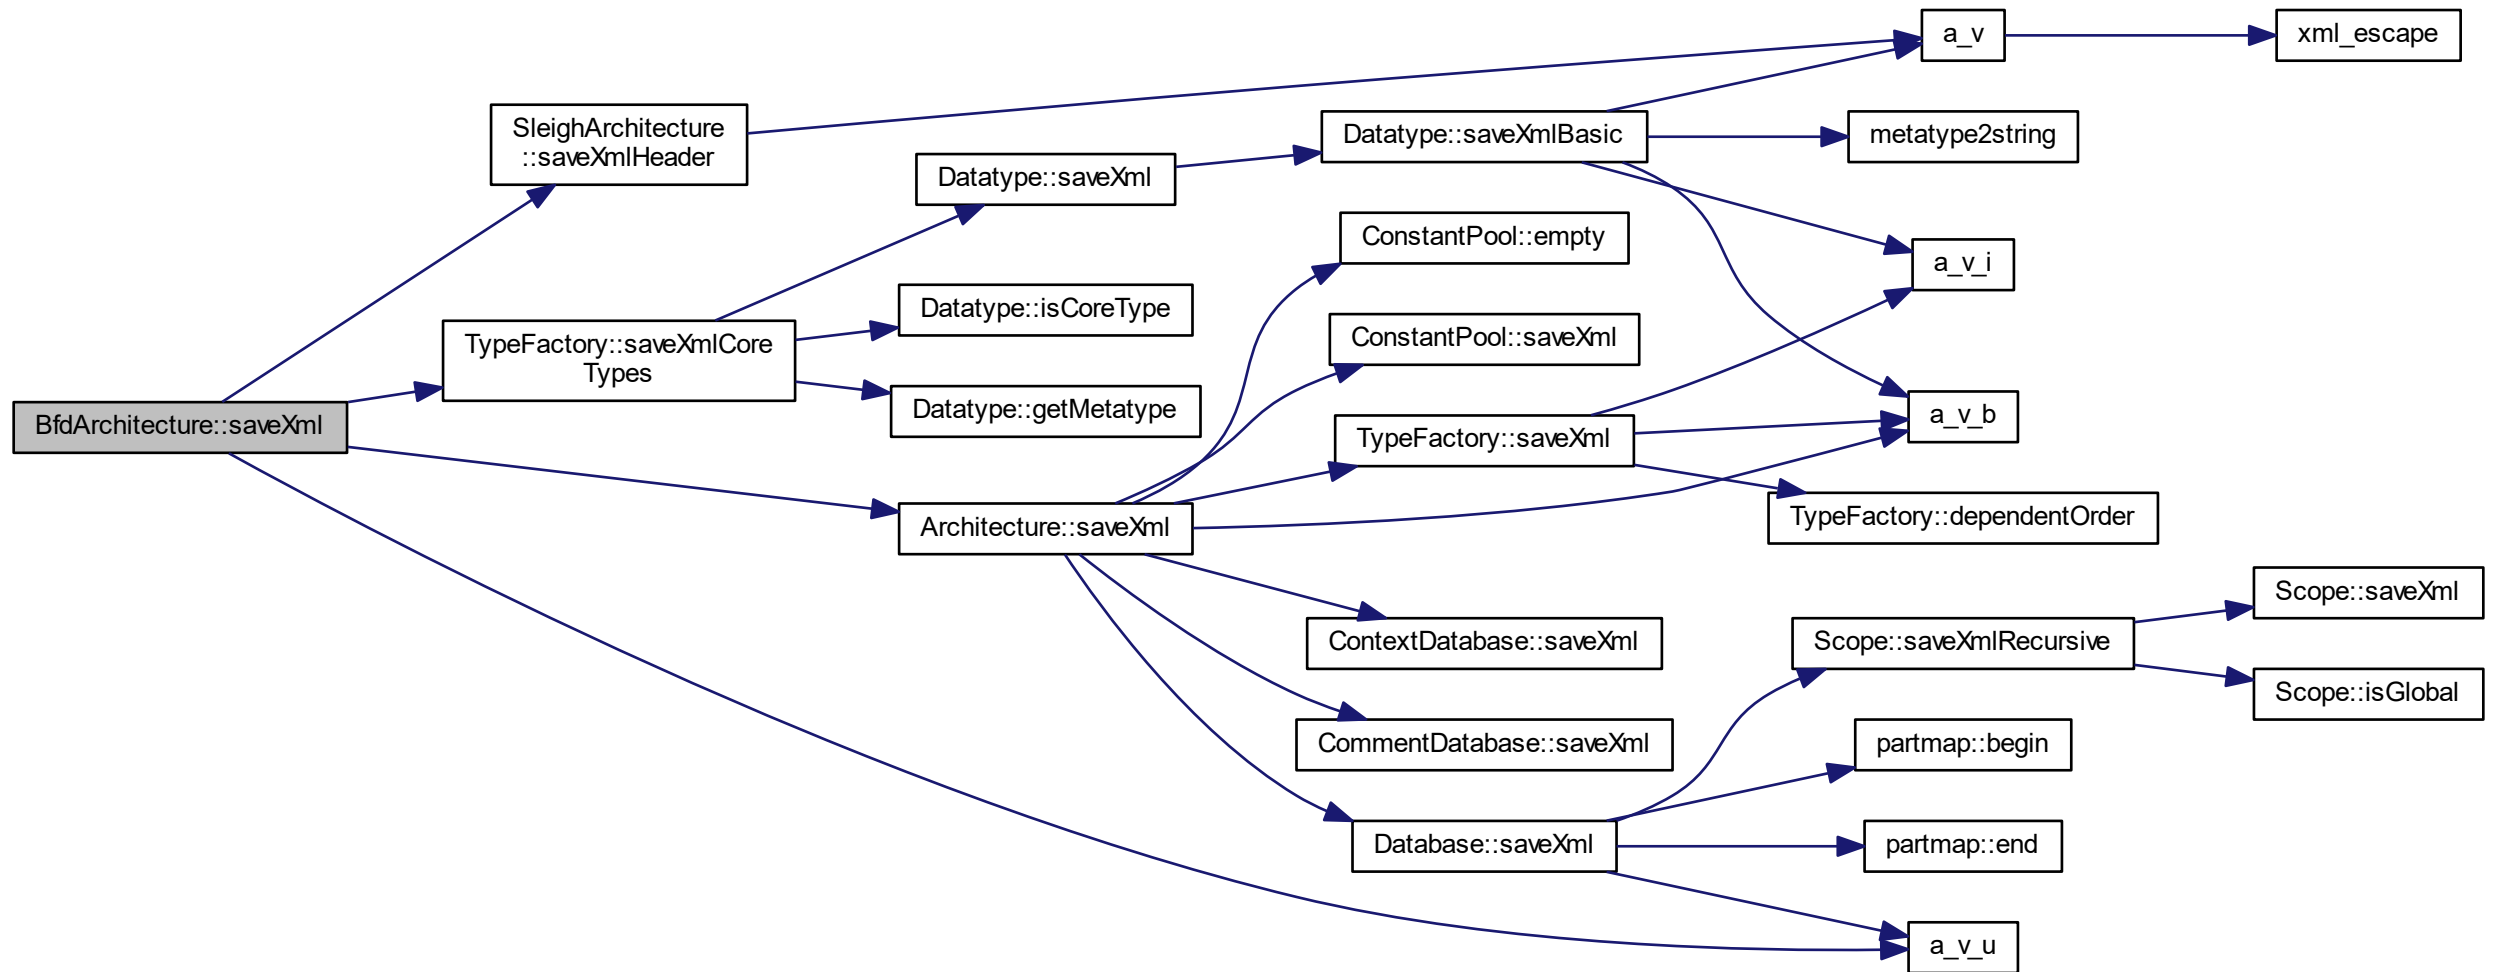 BfdArchitecture::saveXml
SleighArchitecture
::saveXmlHeader
TypeFactory::saveXmlCore
Types
Datatype::saveXml
Datatype::isCoreType
Datatype::getMetatype
Architecture::saveXml
Datatype::saveXmlBasic
ConstantPool::empty
ConstantPool::saveXml
TypeFactory::saveXml
ContextDatabase::saveXml
CommentDatabase::saveXml
Database::saveXml
a_v
metatype2string
a_v_i
a_v_b
TypeFactory::dependentOrder
Scope::saveXmlRecursive
partmap::begin
partmap::end
a_v_u
xml_escape
Scope::saveXml
Scope::isGlobal